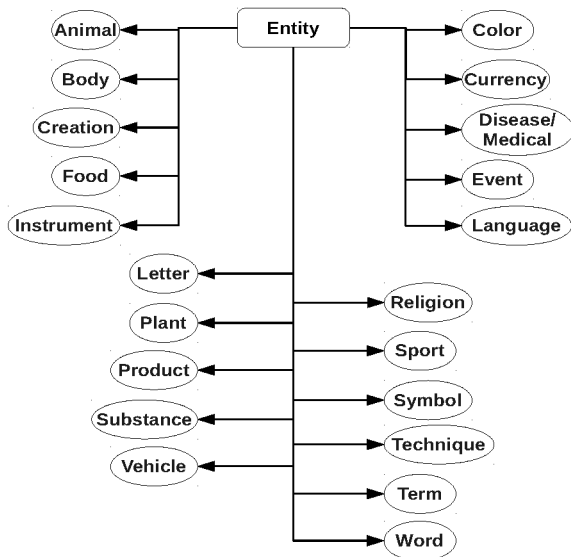 Entity
Animal
Body
Creation
Food
Instrument
Color
Currency
Disease/
Medical
Event
Language
Letter
Plant
Product
Substance
Vehicle
Religion
Sport
Symbol
Technique
Term
Word